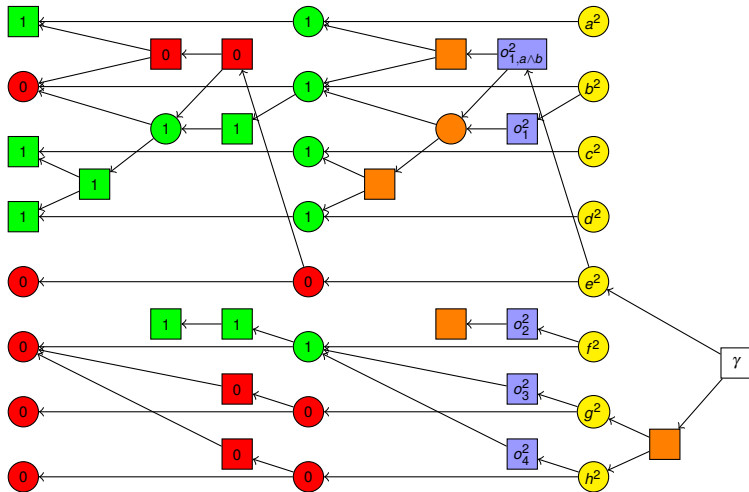 1 1 a²
0 0 o²₁,ₐ∧b
0 1 b²
1 1 o²₁
1 1 c²
1
1 1 d²
0 0 e²
1 1 o²₂
0 1 f²
γ
0 o²₃
0 0 g²
0 o²₄
0 0 h²